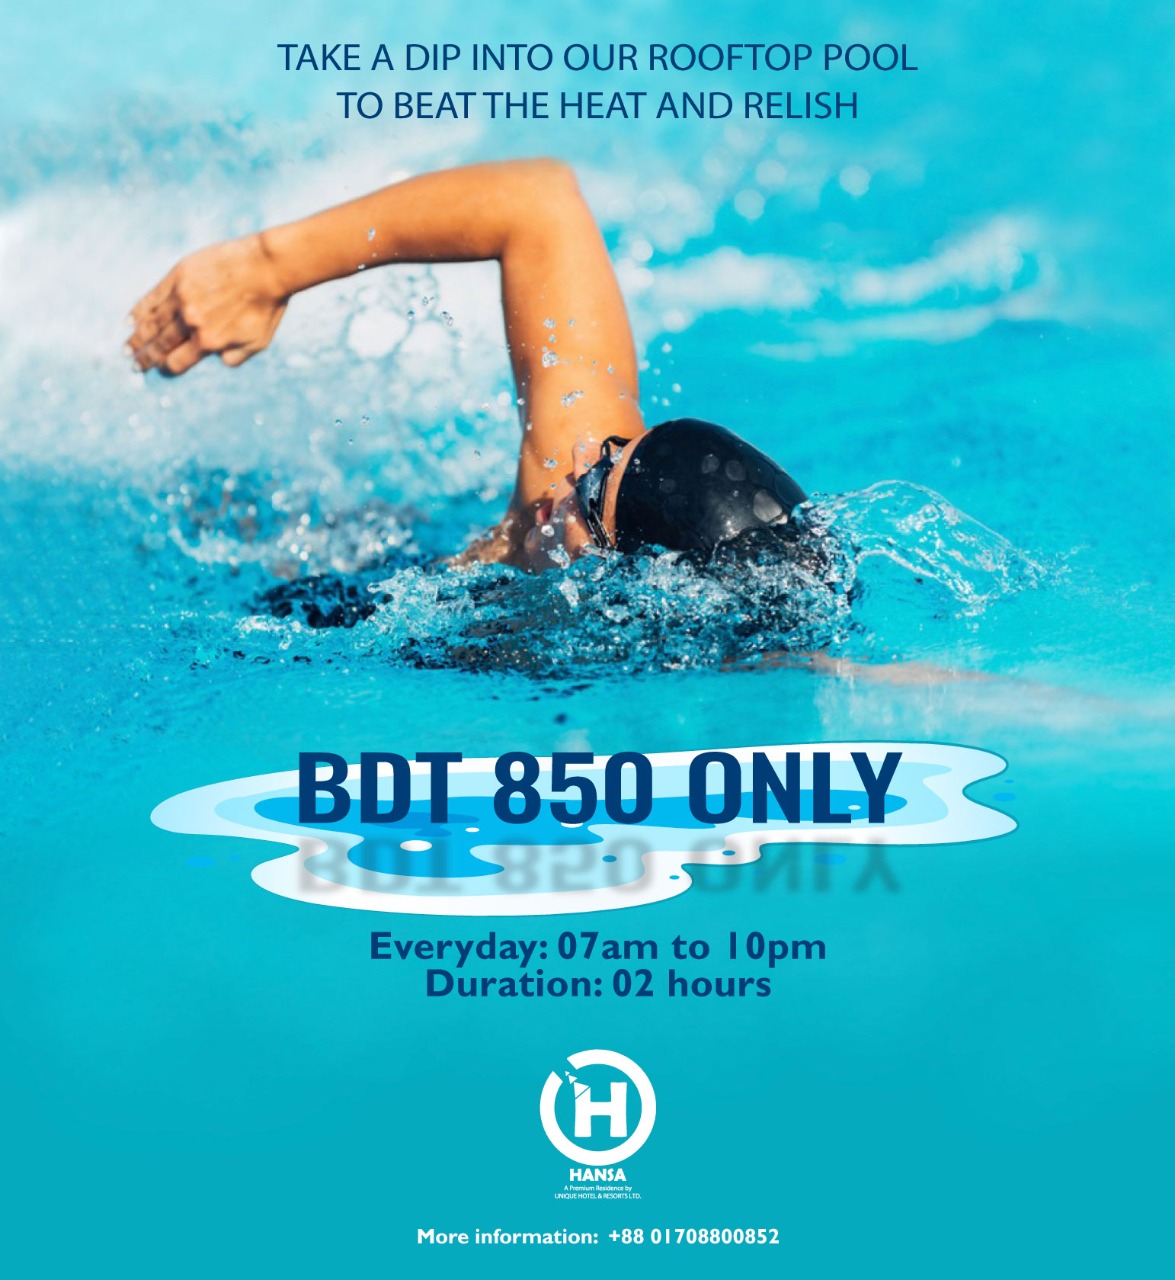 TAKE A DIP INTO OUR ROOFTOP POOL
TO BEAT THE HEAT AND RELISH
BDT 850 ONLY
Everyday: 07am to 10pm
Duration: 02 hours
H
HANSA
A Premium Residence by
UNIQUE HOTEL & RESORTS LTD.
More information: +88 01708800852